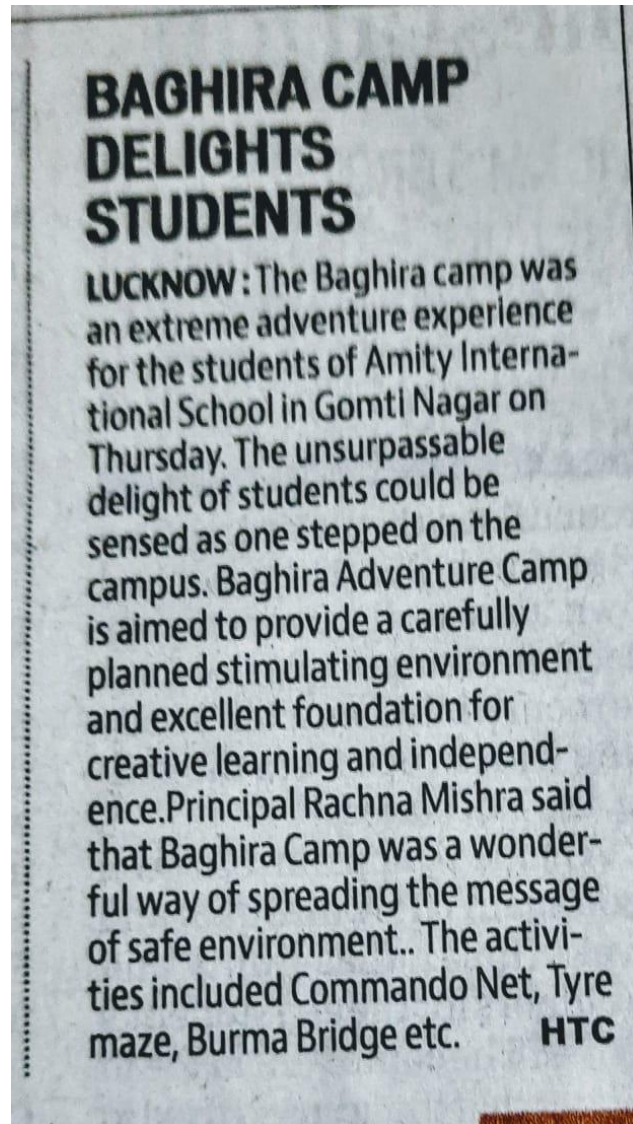 BAGHIRA CAMP
DELIGHTS
STUDENTS
LUCKNOW: The Baghira camp was
an extreme adventure experience
for the students of Amity Interna-
tional School in Gomti Nagar on
Thursday. The unsurpassable
delight of students could be
sensed as one stepped on the
campus. Baghira Adventure Camp
is aimed to provide a carefully
planned stimulating environment
and excellent foundation for
creative learning and independ-
ence.Principal Rachna Mishra said
that Baghira Camp was a wonder-
ful way of spreading the message
of safe environment.. The activi-
ties included Commando Net, Tyre
maze, Burma Bridge etc. HTC